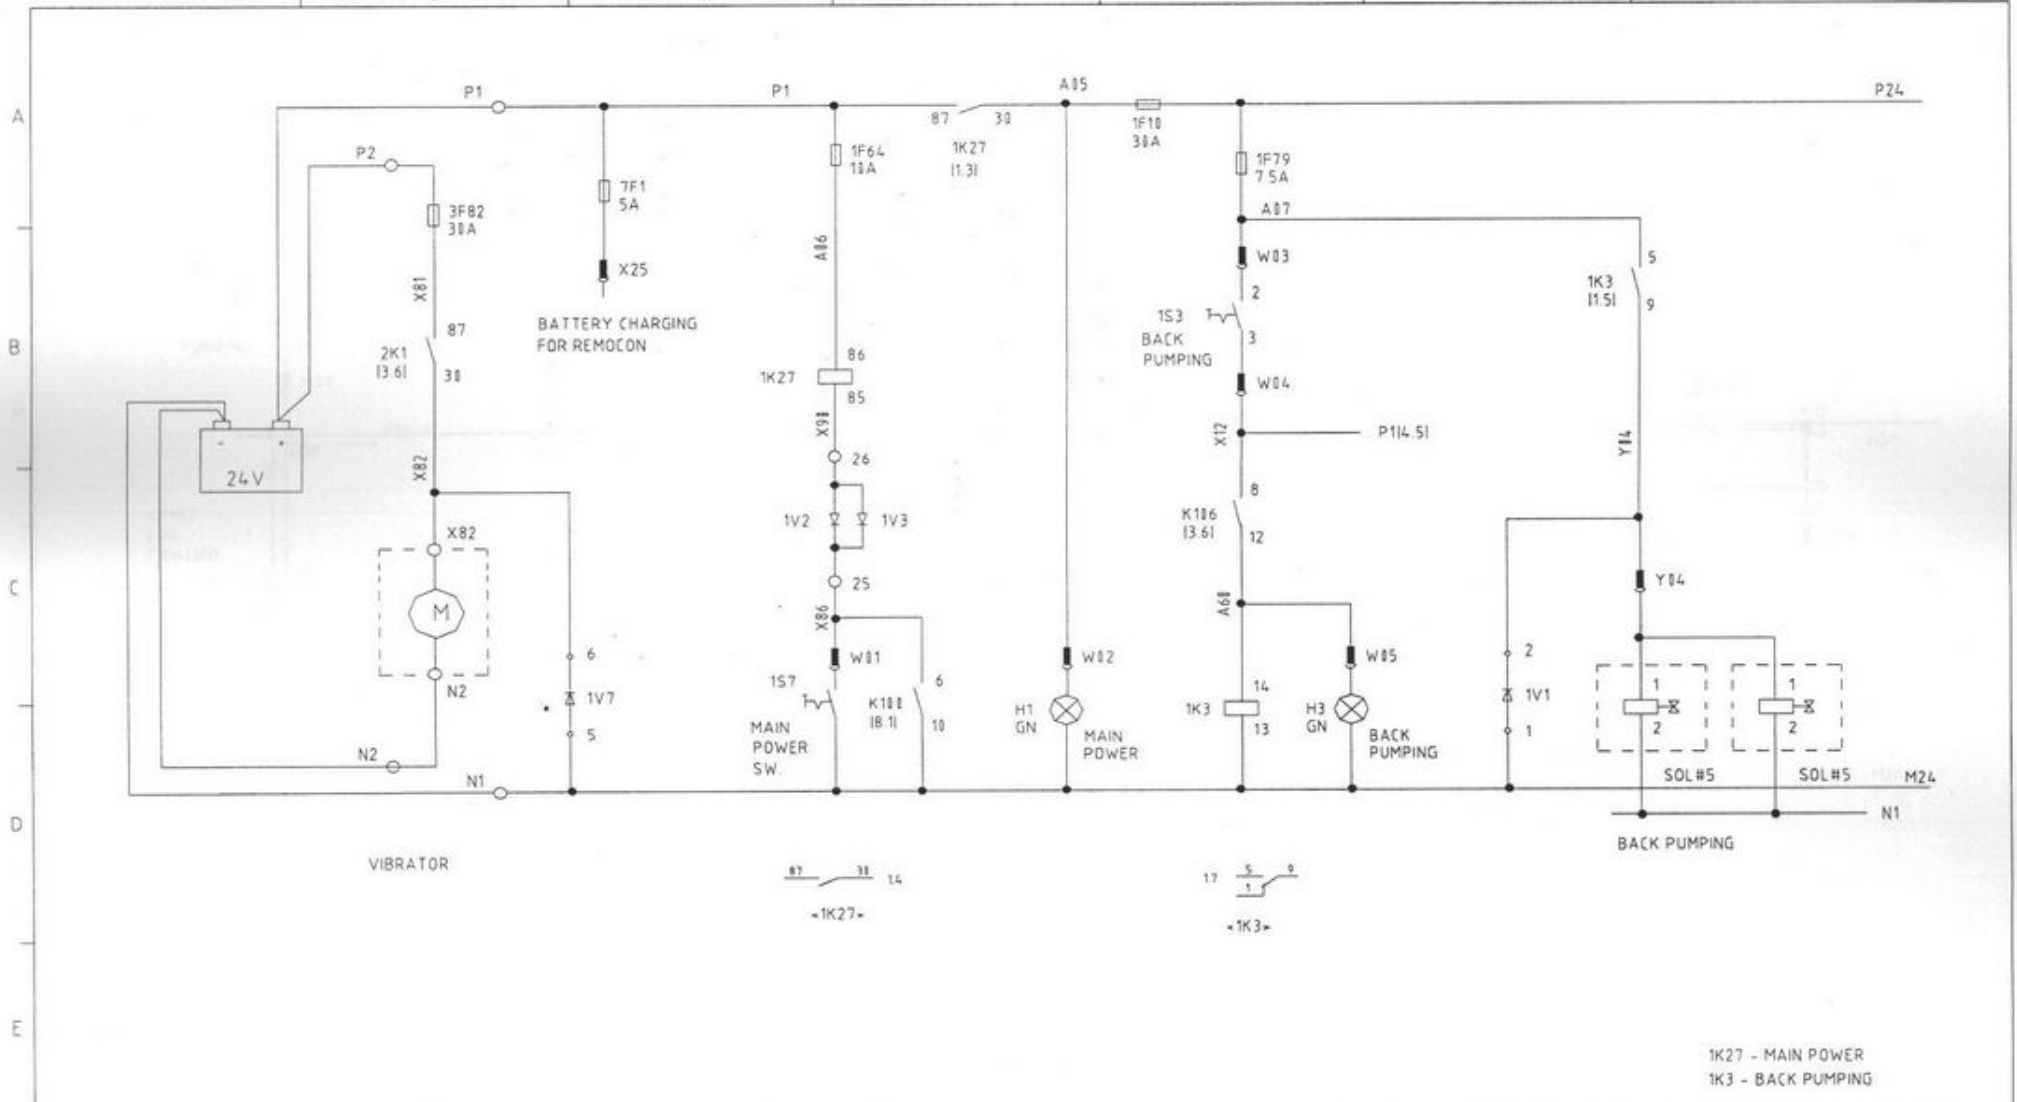 A
B
C
D
E
P1
P1
A05
P24
87
30
1K27
(1.3)
1F10
30A
P2
3F82
30A
7F1
5A
1F64
10A
1F79
7.5A
A07
X81
X25
A06
W03
5
1K3
(1.5)
9
2
1S3
BACK
PUMPING
3
BATTERY CHARGING
FOR REMOCON
87
2K1
(3.6)
30
86
1K27
85
W04
X90
X12
P1(4.5)
Y04
26
24V
X82
8
K106
(3.6)
12
1V2
1V3
X82
M
N2
25
X86
Y04
A60
W01
W02
W05
6
1V7
5
1S7
MAIN
POWER
SW.
6
K100
(8.1)
10
H1
GN
MAIN
POWER
14
1K3
13
H3
GN
BACK
PUMPING
2
1V1
1
1
2
1
2
SOL#5
SOL#5
M24
N2
N1
N1
BACK PUMPING
VIBRATOR
87
30
1.4
<1K27>
1.7
5
9
1
<1K3>
1K27 - MAIN POWER
1K3 - BACK PUMPING